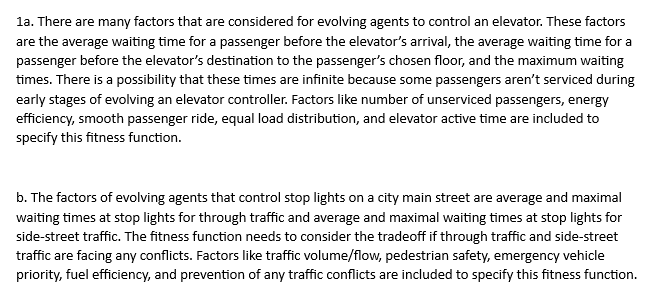 1a. There are many factors that are considered for evolving agents to control an elevator. These factors
are the average waiting time for a passenger before the elevator’s arrival, the average waiting time for a
passenger before the elevator’s destination to the passenger’s chosen floor, and the maximum waiting
times. There is a possibility that these times are infinite because some passengers aren’t serviced during
early stages of evolving an elevator controller. Factors like number of unserviced passengers, energy
efficiency, smooth passenger ride, equal load distribution, and elevator active time are included to
specify this fitness function.
b. The factors of evolving agents that control stop lights on a city main street are average and maximal
waiting times at stop lights for through traffic and average and maximal waiting times at stop lights for
side-street traffic. The fitness function needs to consider the tradeoff if through traffic and side-street
traffic are facing any conflicts. Factors like traffic volume/flow, pedestrian safety, emergency vehicle
priority, fuel efficiency, and prevention of any traffic conflicts are included to specify this fitness function.